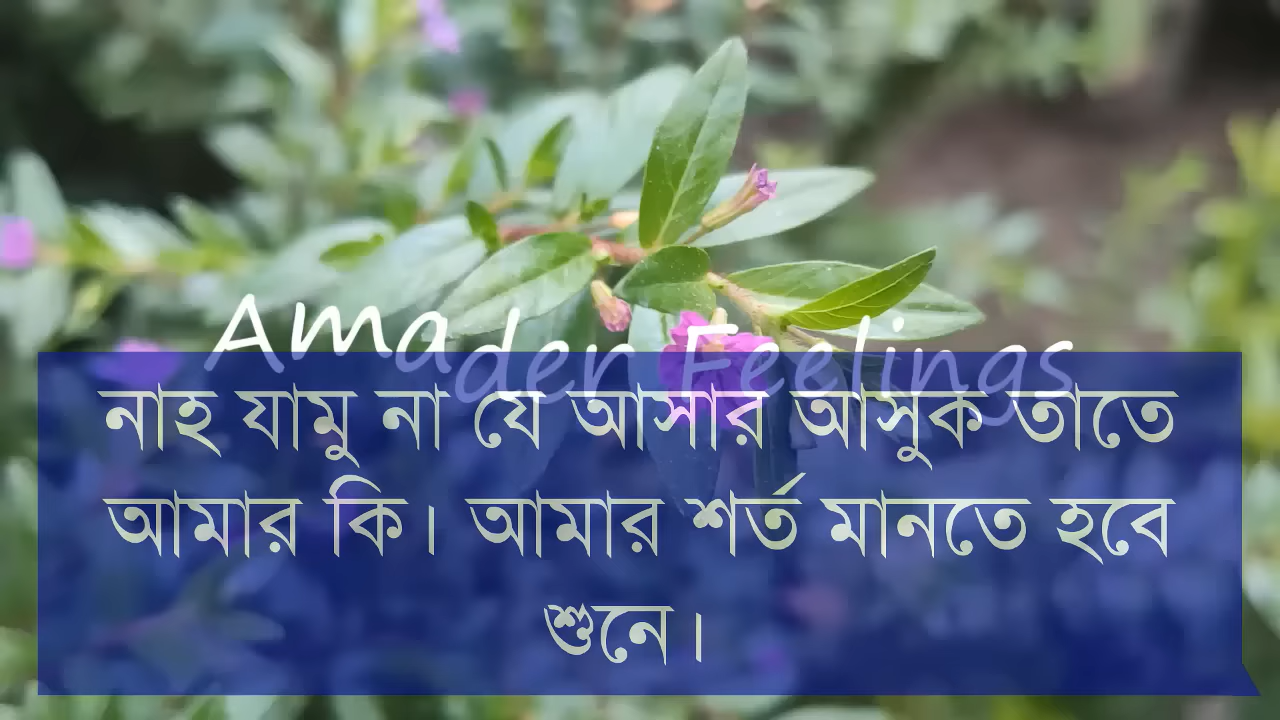 Amader Feelings
নাহ যামু না যে আসার আসুক তাতে
আমার কি। আমার শর্ত মানতে হবে
শুনে।